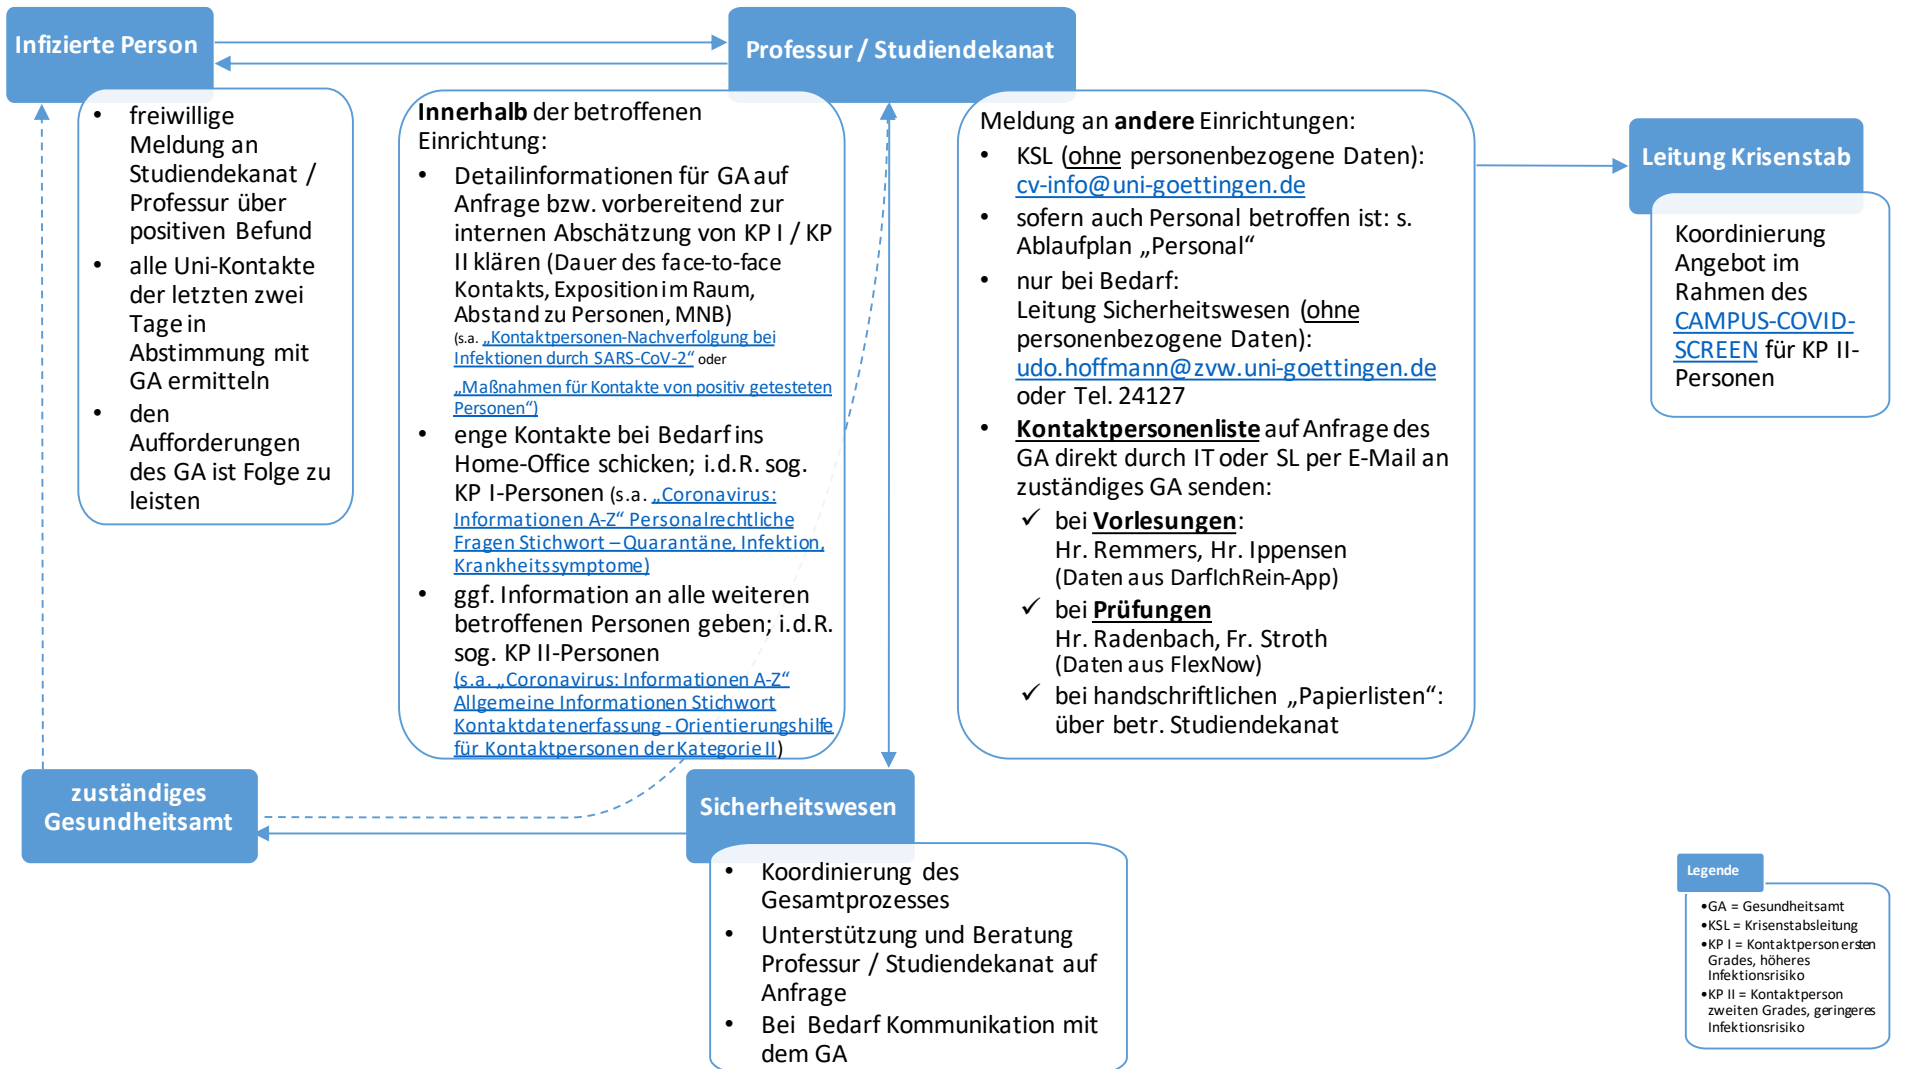 Infizierte Person
Professur / Studiendekanat
• freiwillige
Meldung an
Studiendekanat /
Professur über
positiven Befund
• alle Uni-Kontakte
der letzten zwei
Tage in
Abstimmung mit
GA ermitteln
• den
Aufforderungen
des GA ist Folge zu
leisten
Innerhalb der betroffenen
Einrichtung:
• Detailinformationen für GA auf
Anfrage bzw. vorbereitend zur
internen Abschätzung von KP I / KP
II klären (Dauer des face-to-face
Kontakts, Exposition im Raum,
Abstand zu Personen, MNB)
(s.a. „Kontaktpersonen-Nachverfolgung bei
Infektionen durch SARS-CoV-2“ oder
„Maßnahmen für Kontakte von positiv getesteten
Personen“)
• enge Kontakte bei Bedarf ins
Home-Office schicken; i.d.R. sog.
KP I-Personen (s.a. „Coronavirus:
Informationen A-Z“ Personalrechtliche
Fragen Stichwort – Quarantäne, Infektion,
Krankheitssymptome)
• ggf. Information an alle weiteren
betroffenen Personen geben; i.d.R.
sog. KP II-Personen
(s.a. „Coronavirus: Informationen A-Z“
Allgemeine Informationen Stichwort
Kontaktdatenerfassung - Orientierungshilfe
für Kontaktpersonen der Kategorie II)
Meldung an andere Einrichtungen:
• KSL (ohne personenbezogene Daten):
cv-info@uni-goettingen.de
• sofern auch Personal betroffen ist: s.
Ablaufplan „Personal“
• nur bei Bedarf:
Leitung Sicherheitswesen (ohne
personenbezogene Daten):
udo.hoffmann@zvw.uni-goettingen.de
oder Tel. 24127
• Kontaktpersonenliste auf Anfrage des
GA direkt durch IT oder SL per E-Mail an
zuständiges GA senden:
✓ bei Vorlesungen:
Hr. Remmers, Hr. Ippensen
(Daten aus DarfIchRein-App)
✓ bei Prüfungen
Hr. Radenbach, Fr. Stroth
(Daten aus FlexNow)
✓ bei handschriftlichen „Papierlisten“:
über betr. Studiendekanat
Leitung Krisenstab
Koordinierung
Angebot im
Rahmen des
CAMPUS-COVID-
SCREEN für KP II-
Personen
zuständiges
Gesundheitsamt
Sicherheitswesen
• Koordinierung des
Gesamtprozesses
• Unterstützung und Beratung
Professur / Studiendekanat auf
Anfrage
• Bei Bedarf Kommunikation mit
dem GA
Legende
•GA = Gesundheitsamt
•KSL = Krisenstabsleitung
•KP I = Kontaktperson ersten
Grades, höheres
Infektionsrisiko
•KP II = Kontaktperson
zweiten Grades, geringeres
Infektionsrisiko